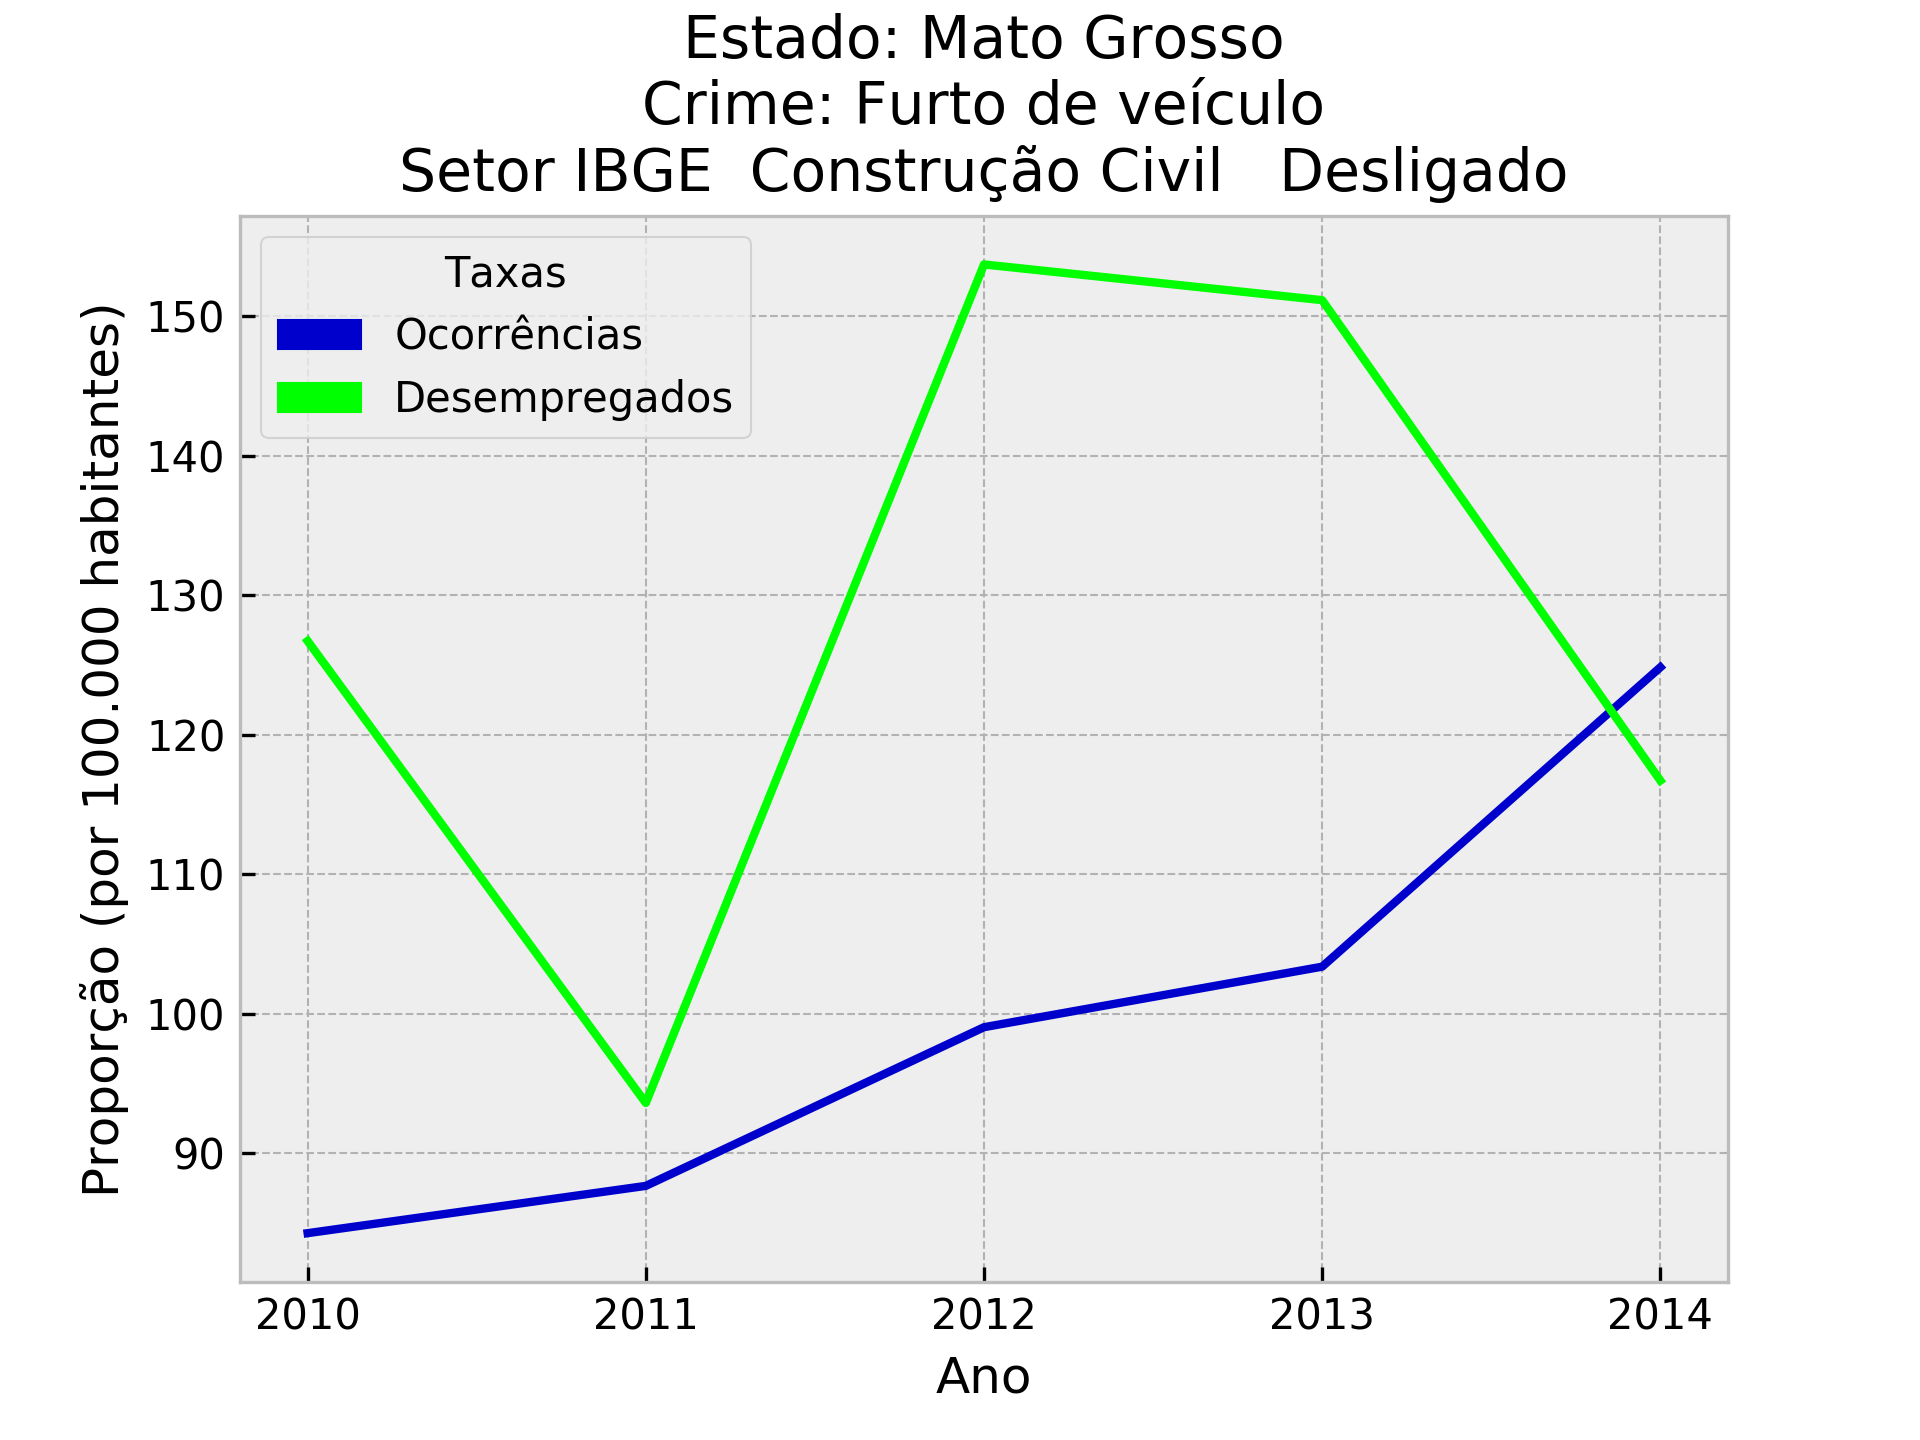 Estado: Mato Grosso
Crime: Furto de veículo
Setor IBGE  Construção Civil   Desligado
Proporção (por 100.000 habitantes)
150
140
130
120
110
100
90
Taxas
Ocorrências
Desempregados
2010 2011 2012 2013 2014
Ano